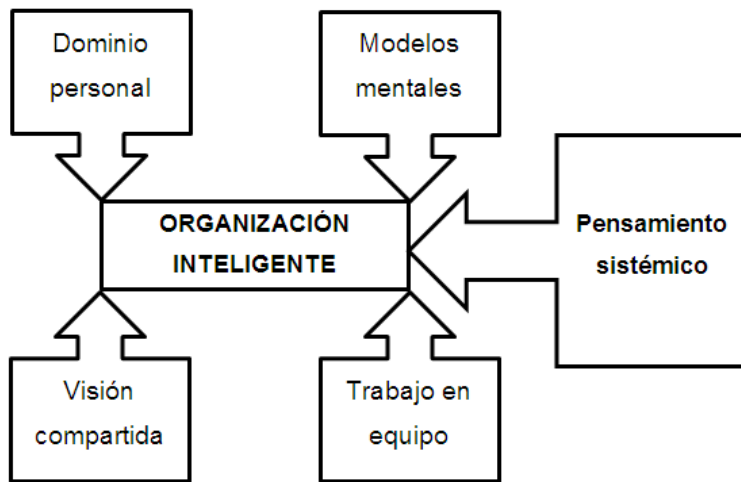 Dominio
personal
Modelos
mentales
ORGANIZACIÓN
INTELIGENTE
Pensamiento
sistémico
Visión
compartida
Trabajo en
equipo